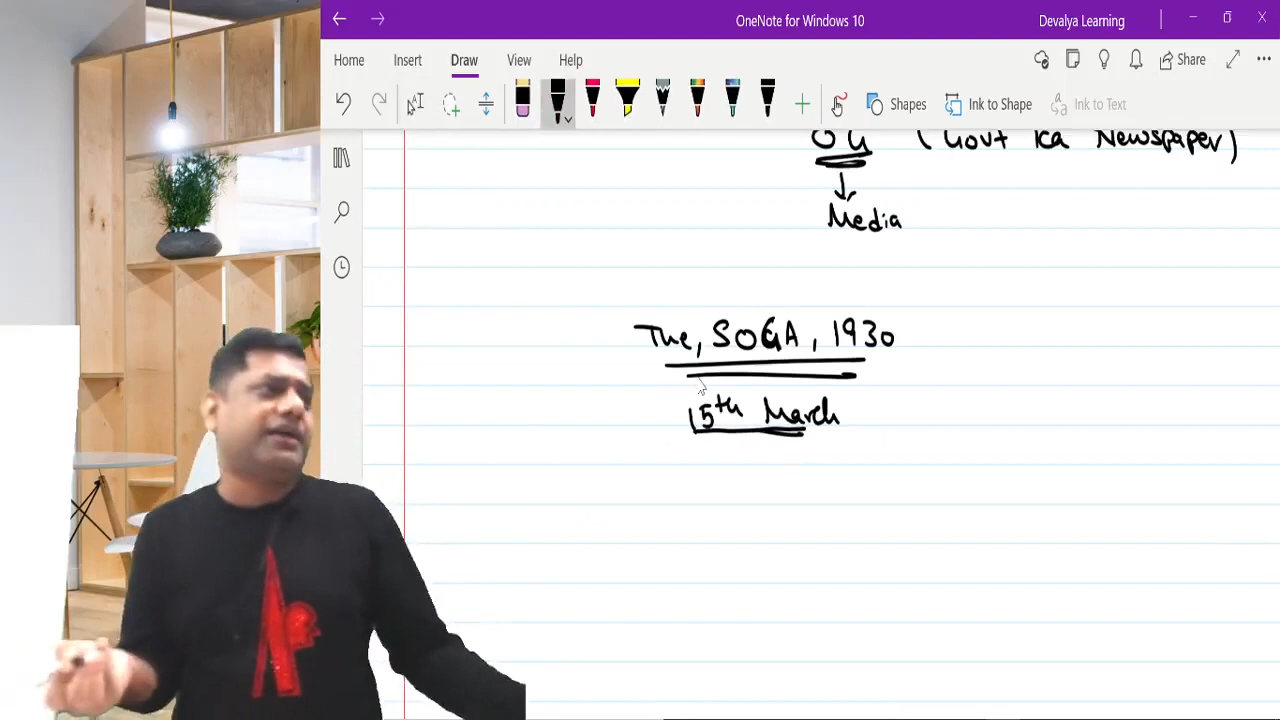 OneNote for Windows 10
Devalya Learning
Home Insert Draw View Help
Share
Shapes
Ink to Shape
Ink to Text
OG (Govt ka Newspaper)
Media
The, SOGA, 1930
15th March